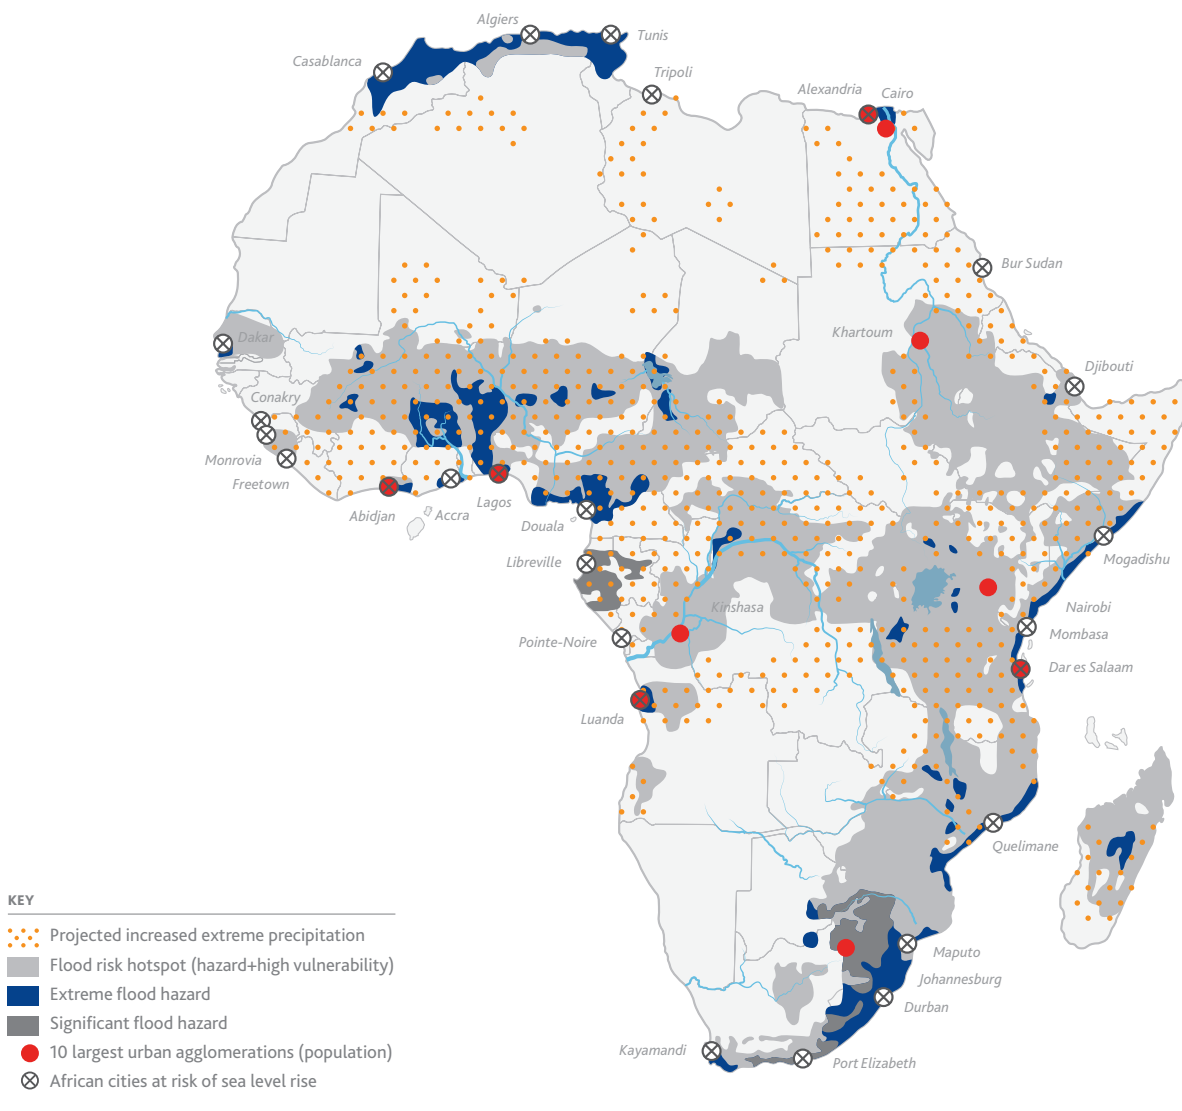 Algiers
Tunis
Casablanca
Tripoli
Alexandria
Cairo
Bur Sudan
Khartoum
Dakar
Djibouti
Conakry
Monrovia
Freetown
Abidjan
Accra
Lagos
Douala
Mogadishu
Libreville
Kinshasa
Nairobi
Pointe-Noire
Mombasa
Dar es Salaam
Luanda
Quelimane
Maputo
Johannesburg
Durban
Kayamandi
Port Elizabeth
KEY
Projected increased extreme precipitation
Flood risk hotspot (hazard+high vulnerability)
Extreme flood hazard
Significant flood hazard
10 largest urban agglomerations (population)
African cities at risk of sea level rise